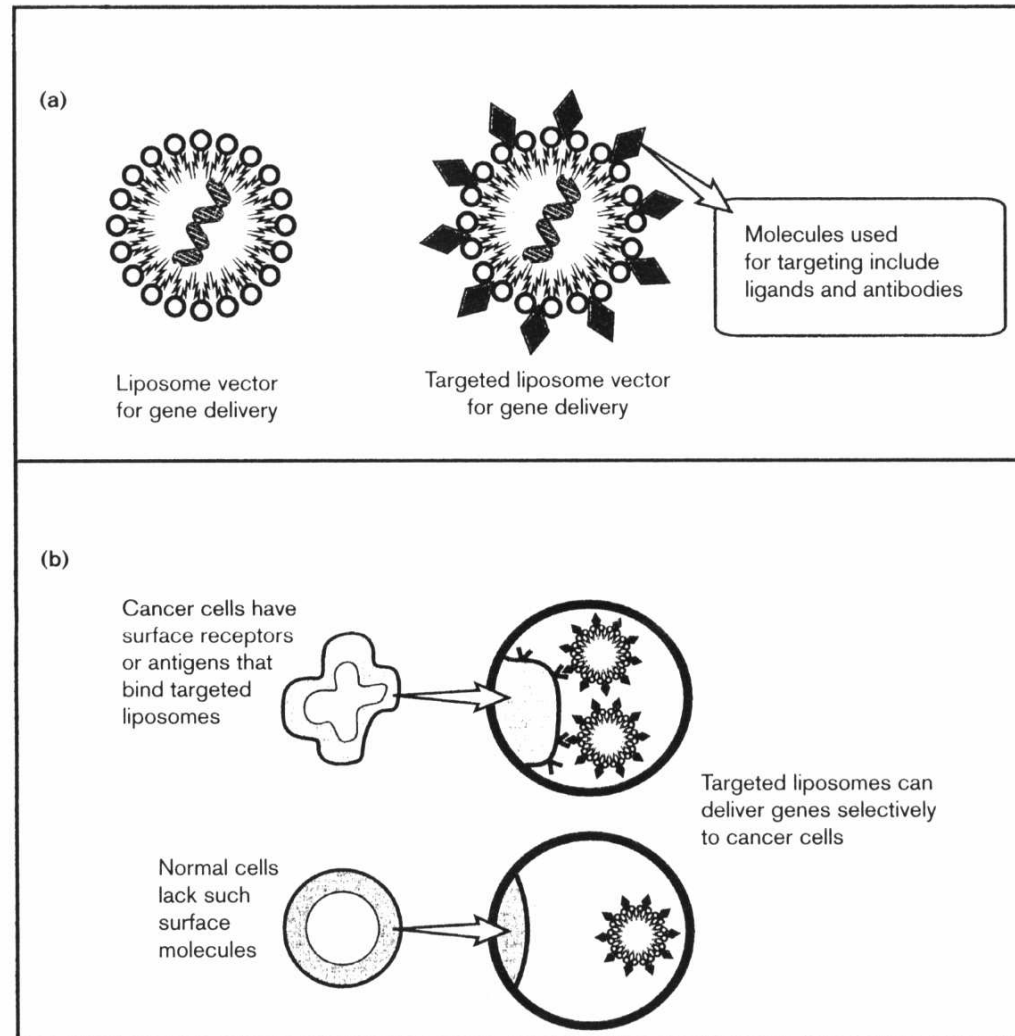 (a)
Liposome vector
for gene delivery
Targeted liposome vector
for gene delivery
Molecules used
for targeting include
ligands and antibodies
(b)
Cancer cells have
surface receptors
or antigens that
bind targeted
liposomes
Targeted liposomes can
deliver genes selectively
to cancer cells
Normal cells
lack such
surface
molecules